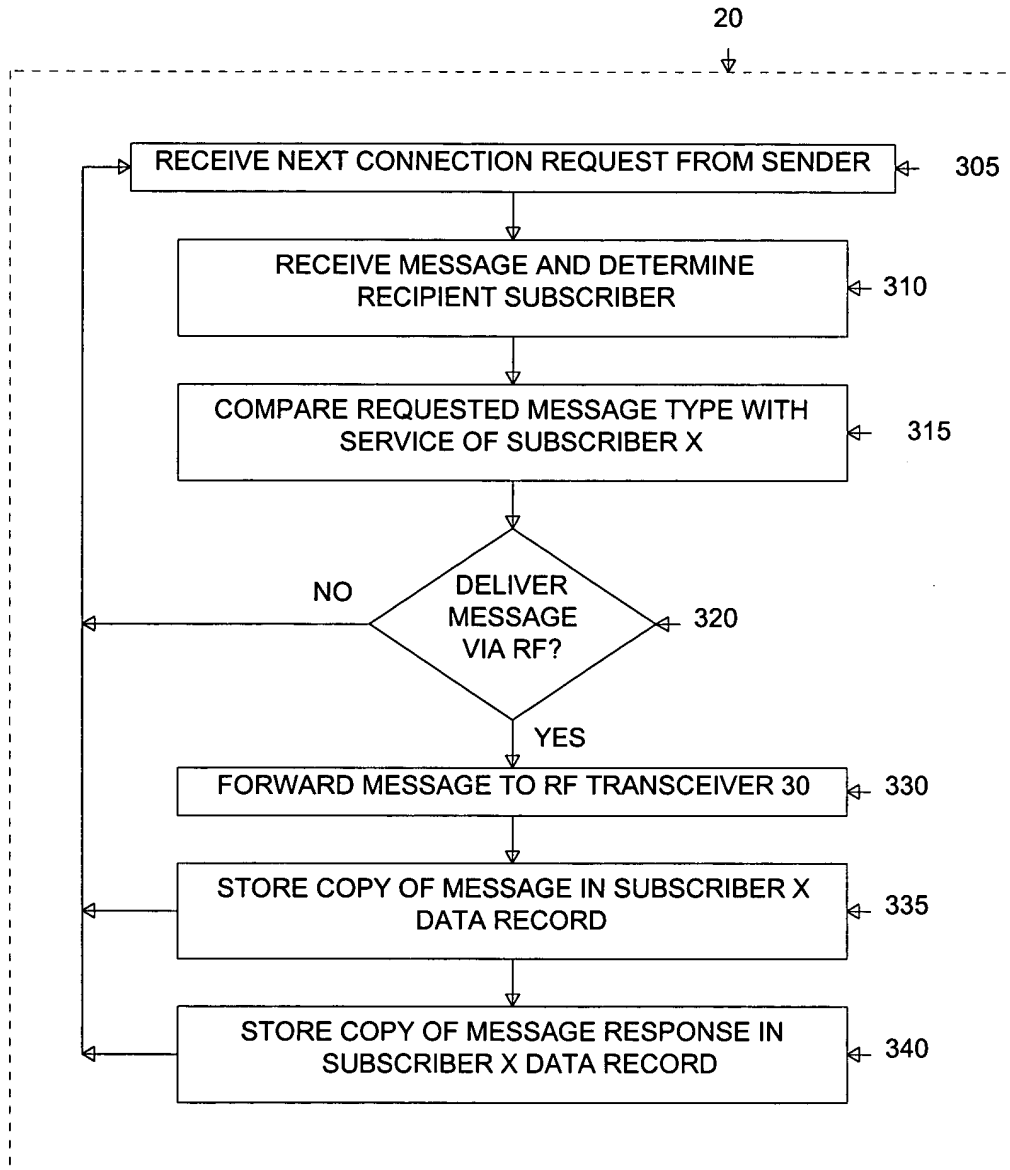 20
RECEIVE NEXT CONNECTION REQUEST FROM SENDER
305
RECEIVE MESSAGE AND DETERMINE
RECIPIENT SUBSCRIBER
310
COMPARE REQUESTED MESSAGE TYPE WITH
SERVICE OF SUBSCRIBER X
315
DELIVER
MESSAGE
VIA RF?
NO
320
YES
FORWARD MESSAGE TO RF TRANSCEIVER 30
330
STORE COPY OF MESSAGE IN SUBSCRIBER X
DATA RECORD
335
STORE COPY OF MESSAGE RESPONSE IN
SUBSCRIBER X DATA RECORD
340